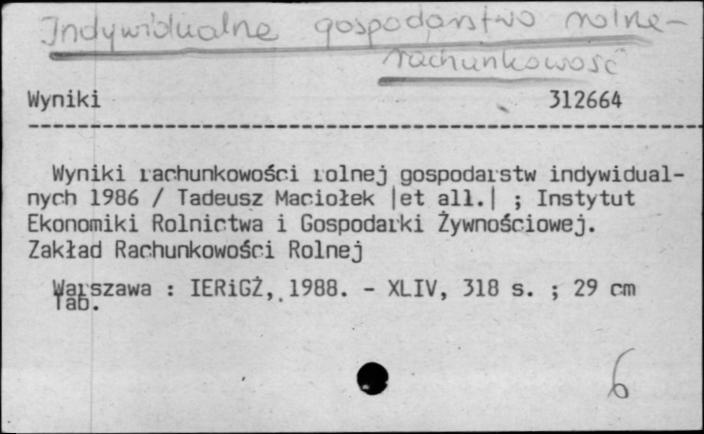 Indywidualne gospodarstwo rolne-
rachunkowość
Wyniki 312664
Wyniki rachunkowości rolnej gospodarstw indywidual-
nych 1986 / Tadeusz Maciołek |et all.| ; Instytut
Ekonomiki Rolnictwa i Gospodarki Żywnościowej.
Zakład Rachunkowości Rolnej
Warszawa : IERiGŻ, 1988. - XLIV, 318 s. ; 29 cm
Tab.
6